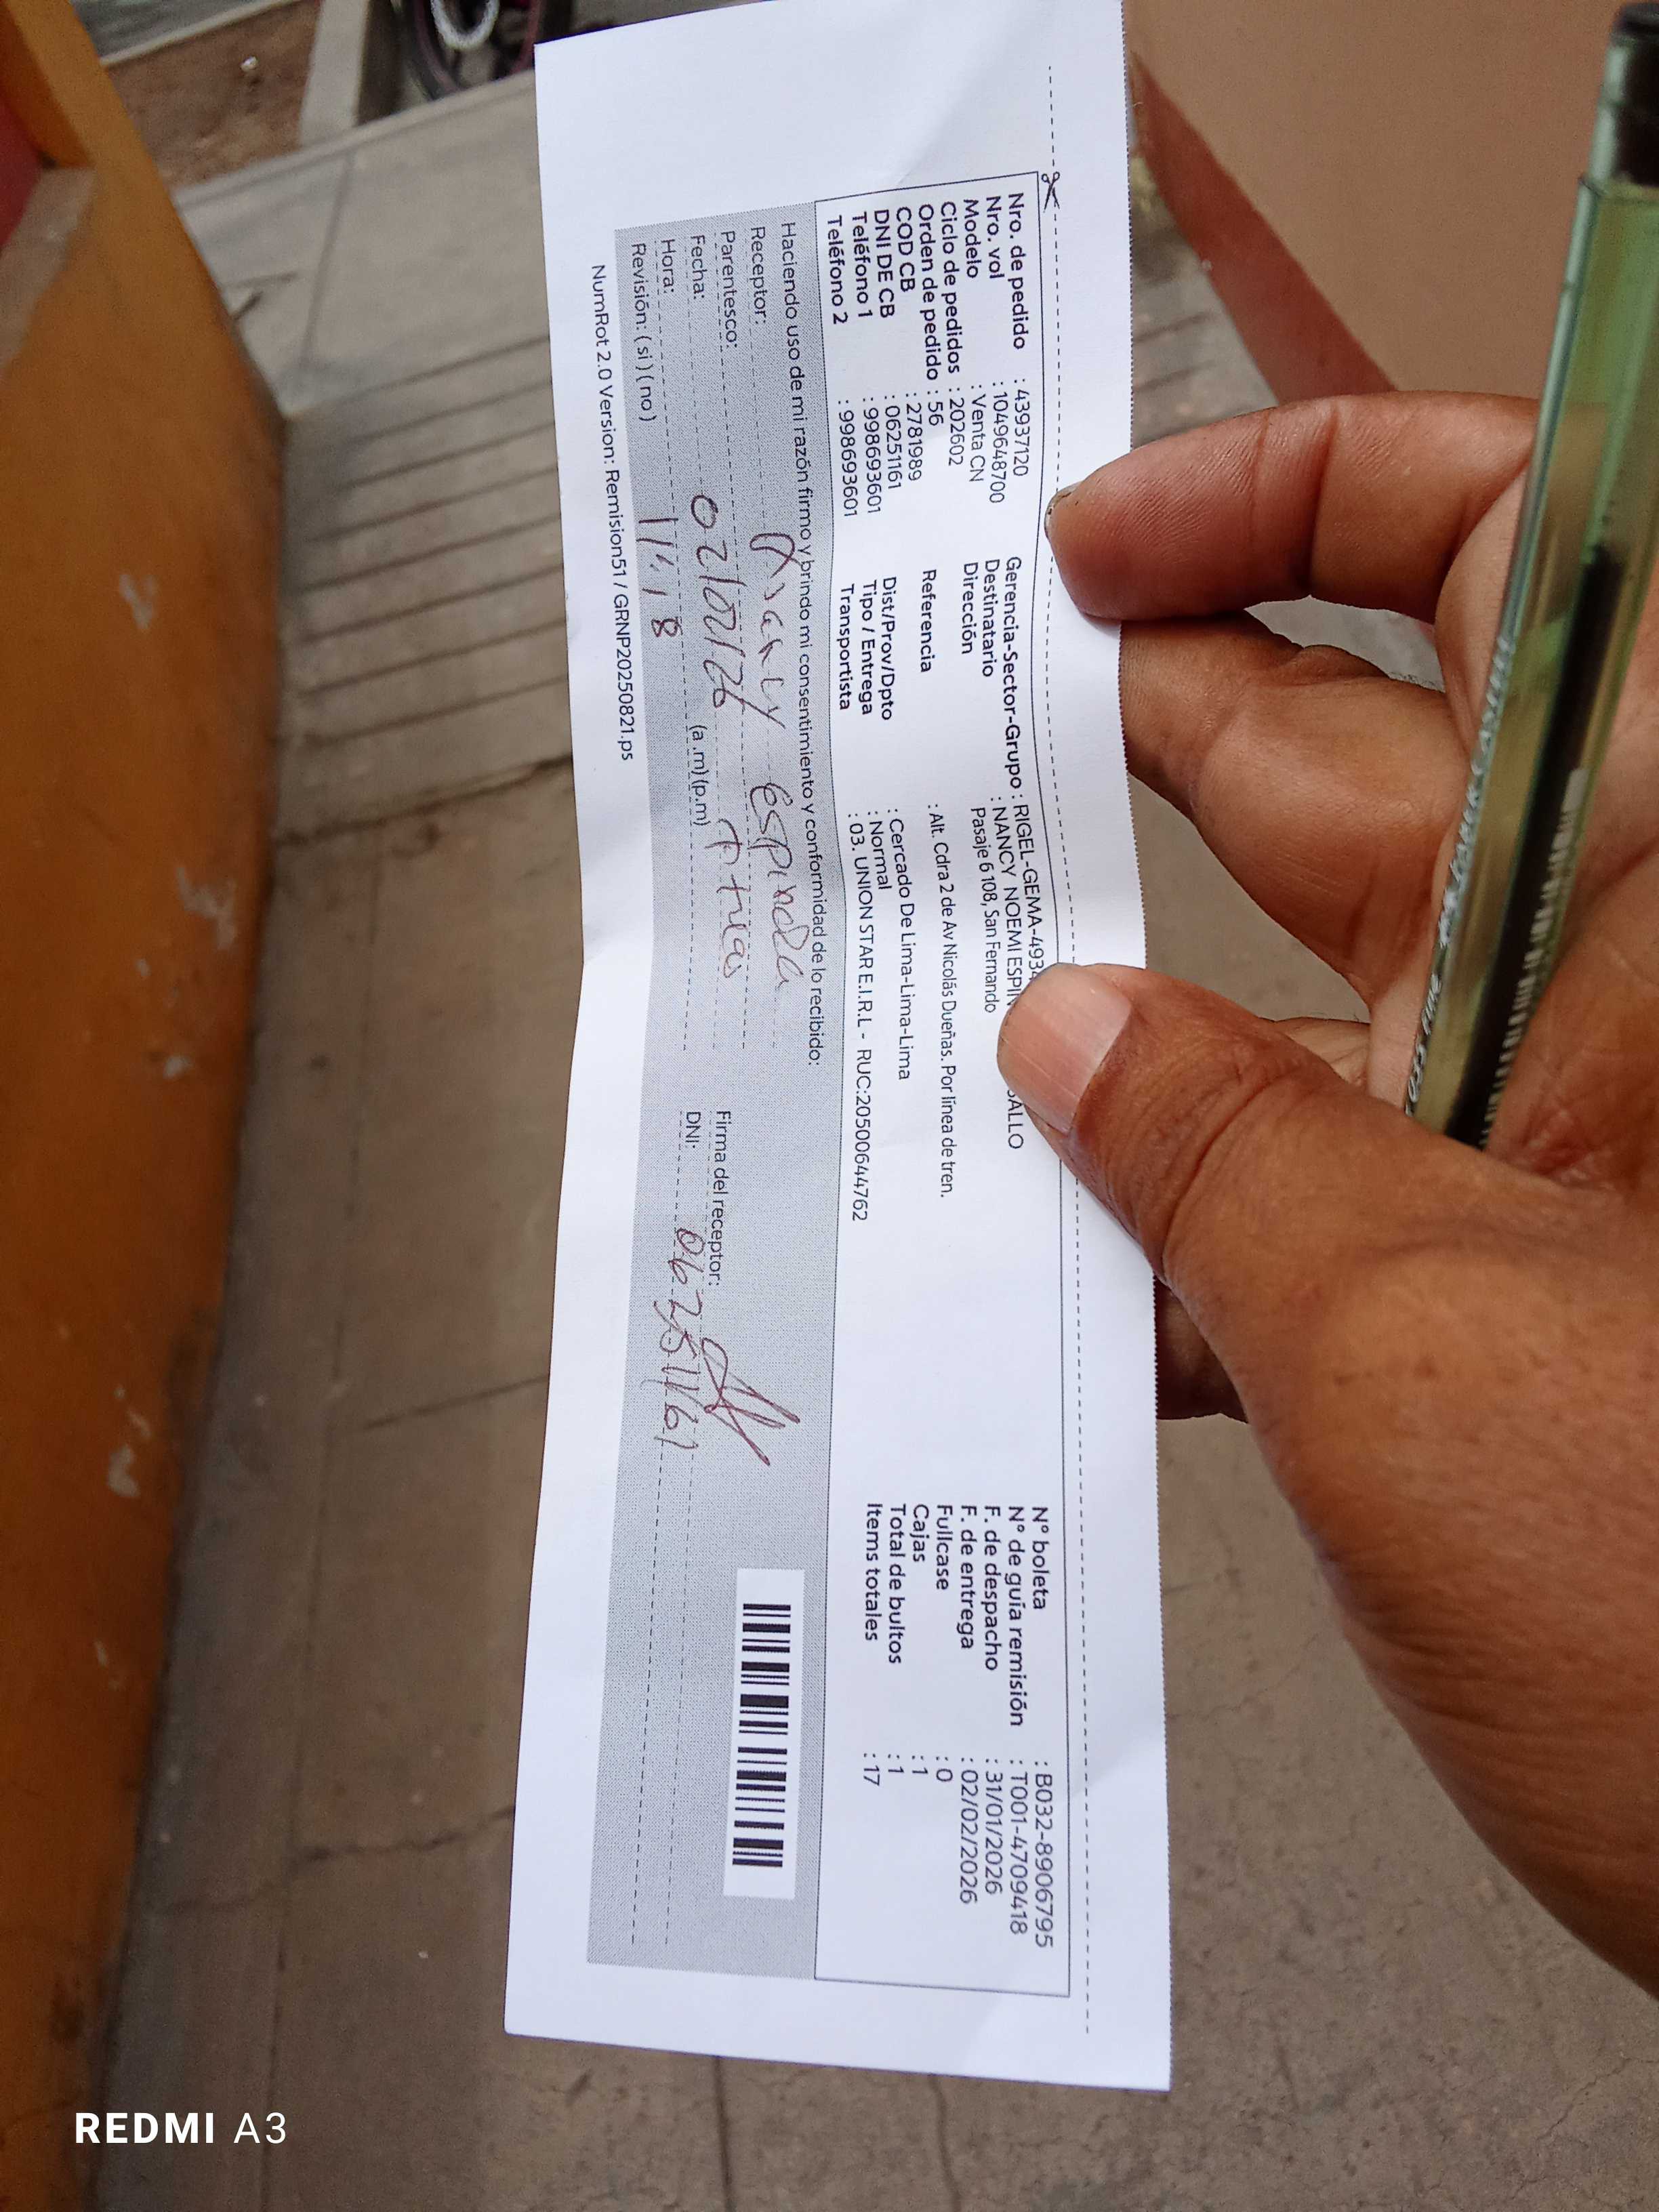 Nro. de pedido : 43937120
Nro. vol : 1049648700
Modelo : Venta CN
Ciclo de pedidos : 202602
Orden de pedido : 56
COD CB : 2781989
DNI DE CB : 06251161
Teléfono 1 : 998693601
Teléfono 2 : 998693601
Gerencia-Sector-Grupo : RIGEL-GEMA-493
Destinatario : NANCY NOEMI ESPIN
Dirección Pasaje 6 108, San Fernando
Referencia : Alt. Cdra 2 de Av Nicolás Dueñas. Por línea de tren.
Dist/Prov/Dpto : Cercado De Lima-Lima-Lima
Tipo / Entrega : Normal
Transportista : 03. UNION STAR E.I.R.L - RUC:20500644762
N° boleta : B032-8906795
N° de guía remisión : T001-4709418
F. de despacho : 31/01/2026
F. de entrega : 02/02/2026
Fullcase : 0
Cajas : 1
Total de bultos : 1
Items totales : 17
Haciendo uso de mi razón firmo y brindo mi consentimiento y conformidad de lo recibido:
Receptor: Nancy Espinoza
Parentesco:
Fecha: 02/02/26
Hora: 11:18 (a .m) (p.m)
Revisión: ( si ) ( no )
Firma del receptor:
DNI: 06251161
NumRot 2.0 Version: Remision51 / GRNP20250821.ps
REDMI A3